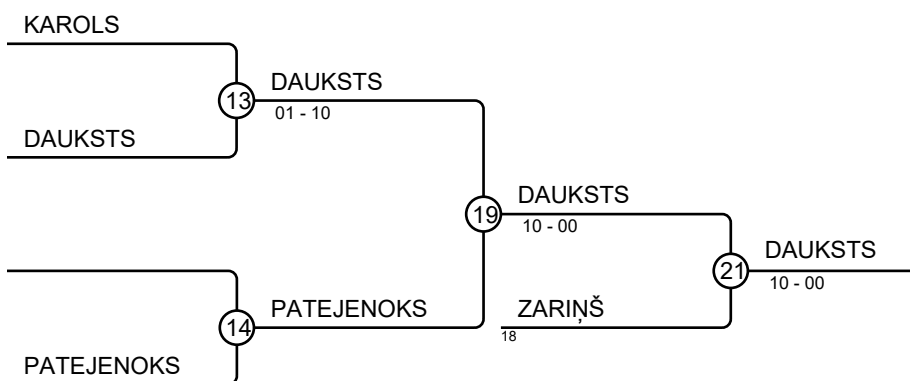 KAROLS
DAUKSTS
13
01 - 10
DAUKSTS
DAUKSTS
19
10 - 00
DAUKSTS
21
10 - 00
PATEJENOKS
14
ZARIŅŠ
18
PATEJENOKS